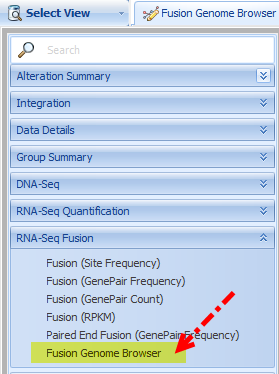 Select View
Fusion Genome Browser
Search
Alteration Summary
Integration
Data Details
Group Summary
DNA-Seq
RNA-Seq Quantification
RNA-Seq Fusion
Fusion (Site Frequency)
Fusion (GenePair Frequency)
Fusion (GenePair Count)
Fusion (RPKM)
Paired End Fusion (GenePair Frequency)
Fusion Genome Browser